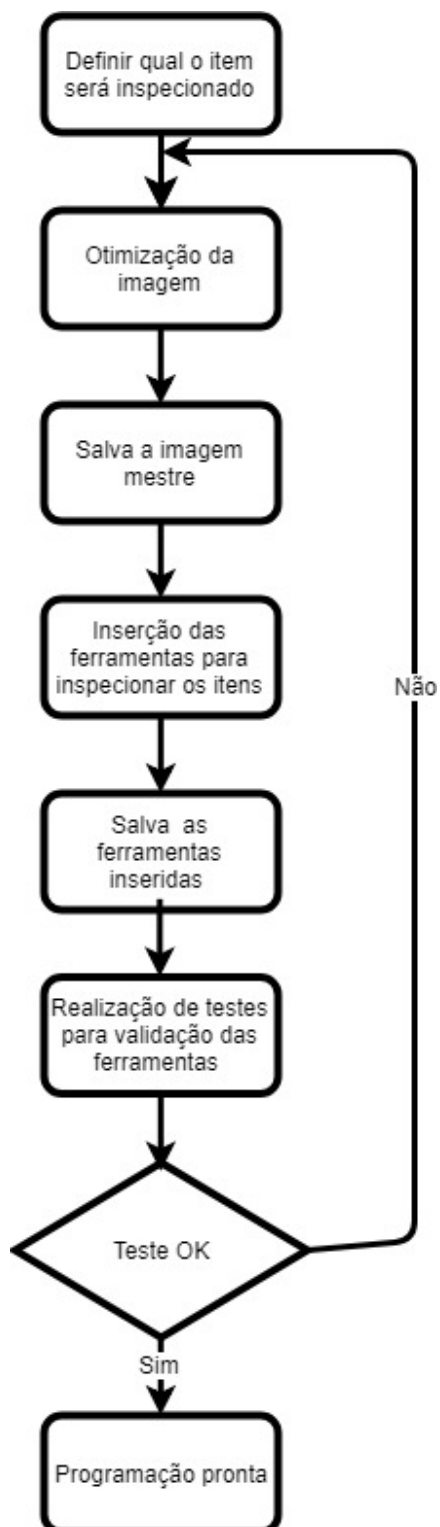 Definir qual o item
será inspecionado
Otimização da
imagem
Salva a imagem
mestre
Inserção das
ferramentas para
inspecionar os itens
Não
Salva as
ferramentas
inseridas
Realização de testes
para validação das
ferramentas
Teste OK
Sim
Programação pronta